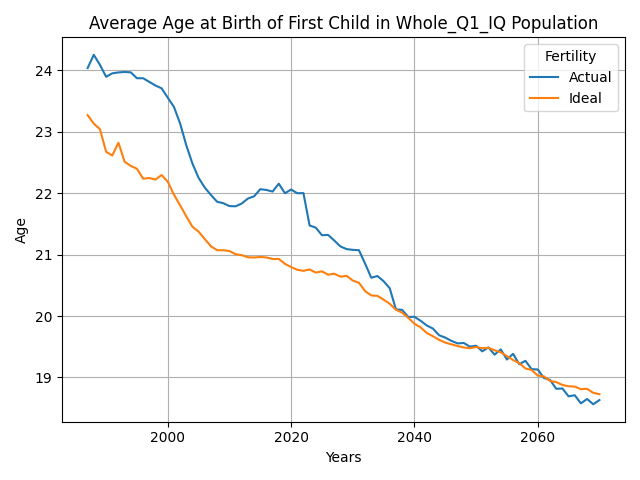 Average Age at Birth of First Child in Whole_Q1_IQ Population
Fertility
Actual
Ideal
24
23
22
21
20
19
Age
2000
2020
2040
2060
Years